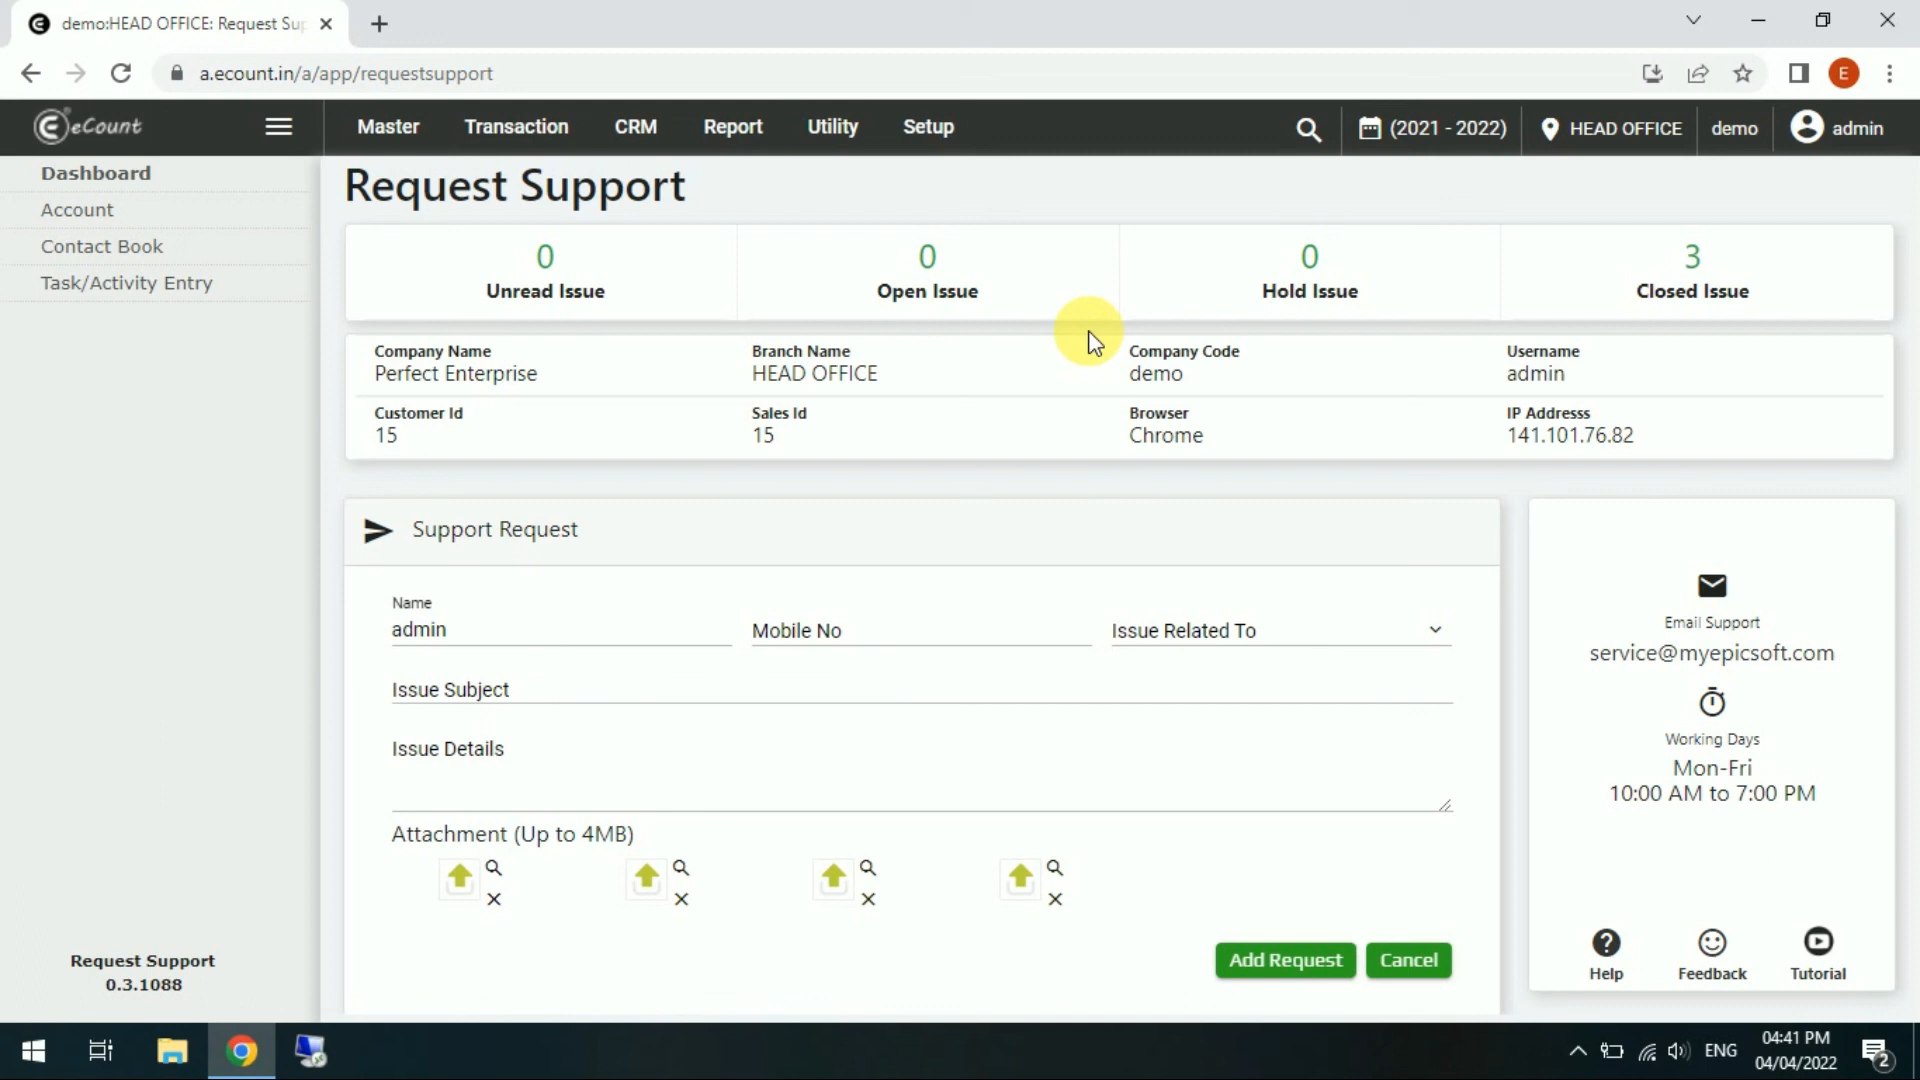 demo:HEAD OFFICE: Request Sup
a.ecount.in/a/app/requestsupport
E
eCount
Master Transaction CRM Report Utility Setup
(2021 - 2022) HEAD OFFICE demo admin
Dashboard
Account
Contact Book
Task/Activity Entry
Request Support
0.3.1088
Request Support
0 0 0 3
Unread Issue Open Issue Hold Issue Closed Issue
Company Name Branch Name Company Code Username
Perfect Enterprise HEAD OFFICE demo admin
Customer Id Sales Id Browser IP Addresss
15 15 Chrome 141.101.76.82
Support Request
Name
admin Mobile No Issue Related To
Issue Subject
Issue Details
Attachment (Up to 4MB)
Add Request Cancel
Email Support
service@myepicsoft.com
Working Days
Mon-Fri
10:00 AM to 7:00 PM
Help Feedback Tutorial
ENG
04:41 PM
04/04/2022
2